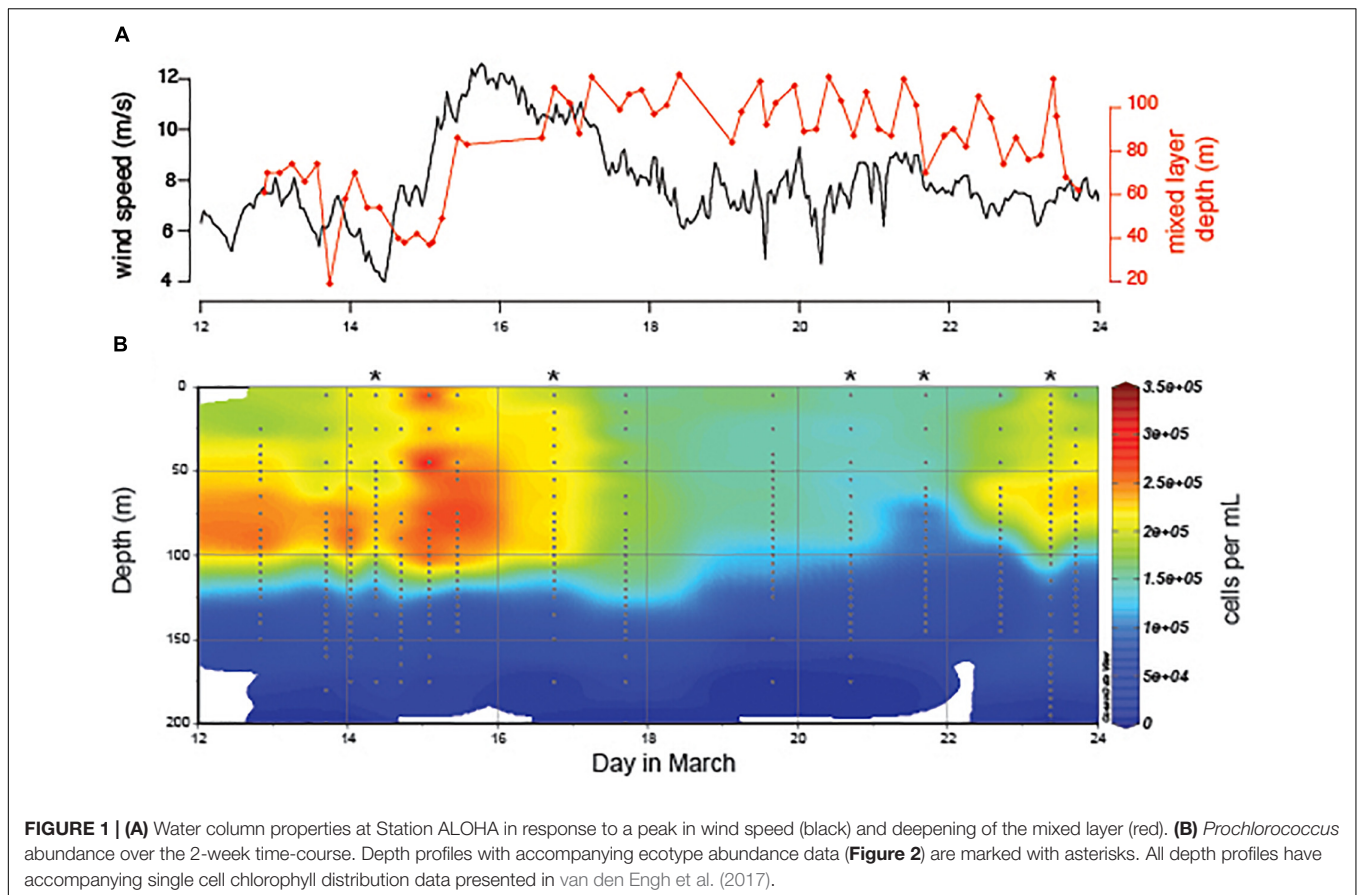 A
wind speed (m/s)
12
10
8
6
4
100
80
60
40
20
mixed layer
depth (m)
12
14
16
18
20
22
24
B
* * * * *
Depth (m)
0
50
100
150
200
12
14
16
18
20
22
24
Day in March
3.5e+05
3e+05
2.5e+05
2e+05
1.5e+05
1e+05
5e+04
0
cells per mL
FIGURE 1 | (A) Water column properties at Station ALOHA in response to a peak in wind speed (black) and deepening of the mixed layer (red). (B) Prochlorococcus
abundance over the 2-week time-course. Depth profiles with accompanying ecotype abundance data (Figure 2) are marked with asterisks. All depth profiles have
accompanying single cell chlorophyll distribution data presented in van den Engh et al. (2017).